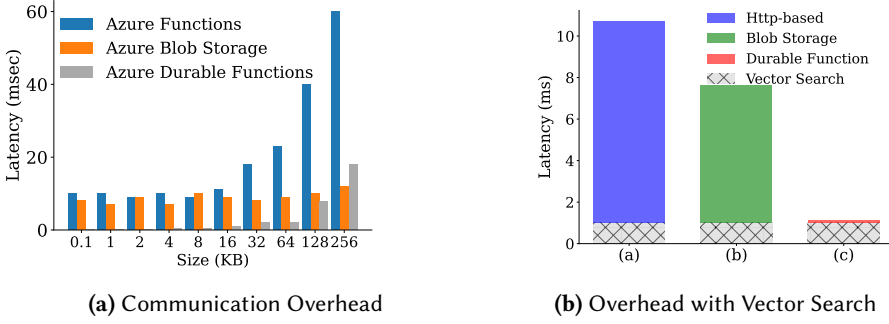 60
40
20
0
Latency (msec)
Azure Functions
Azure Blob Storage
Azure Durable Functions
0.1 1 2 4 8 16 32 64 128 256
Size (KB)
(a) Communication Overhead
10
8
6
4
2
0
Latency (ms)
Http-based
Blob Storage
Durable Function
Vector Search
(a) (b) (c)
(b) Overhead with Vector Search